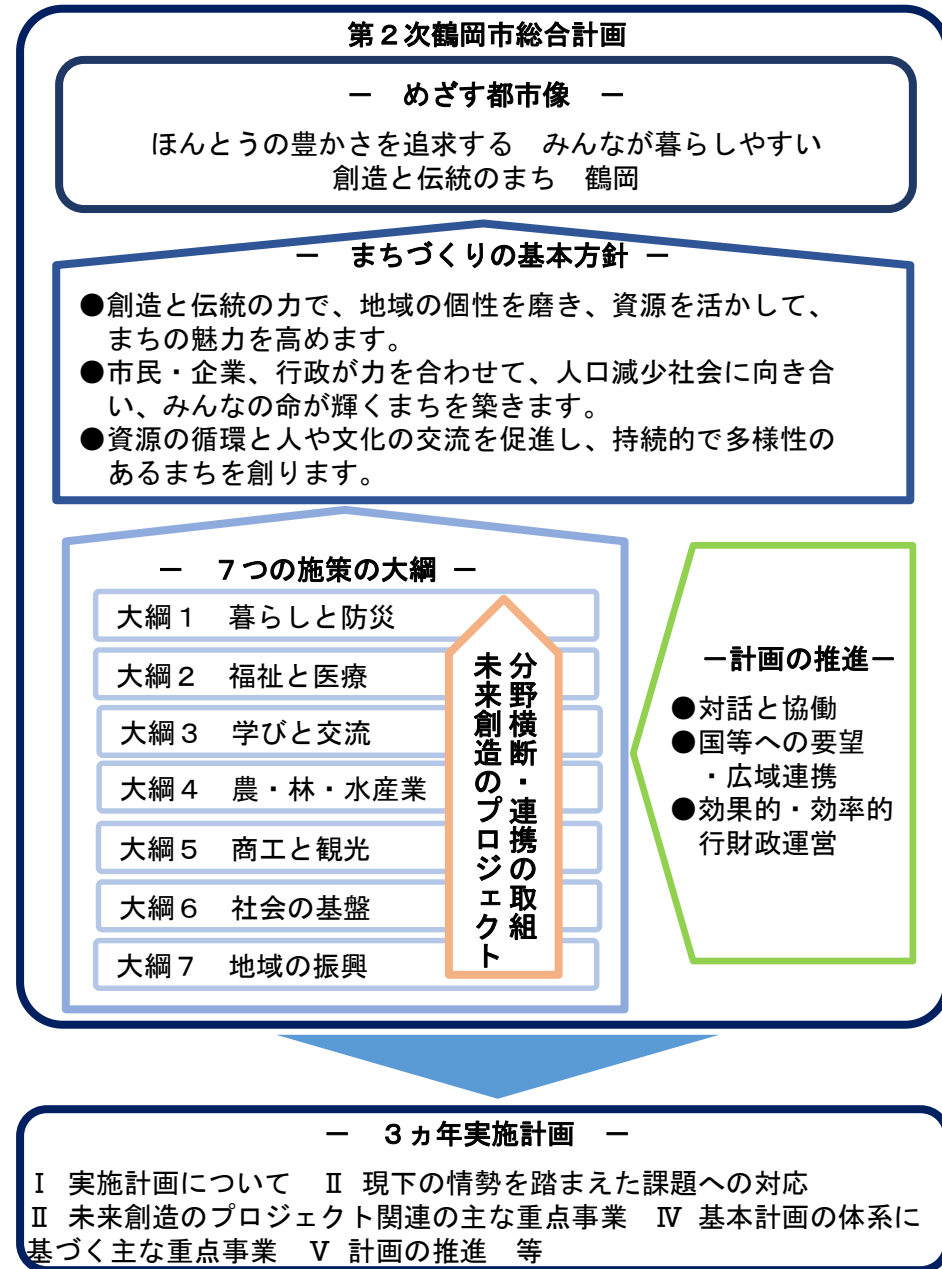 第２次鶴岡市総合計画
－　めざす都市像　－
ほんとうの豊かさを追求する　みんなが暮らしやすい
創造と伝統のまち　鶴岡
－　まちづくりの基本方針　－
●創造と伝統の力で、地域の個性を磨き、資源を活かして、
まちの魅力を高めます。
●市民・企業、行政が力を合わせて、人口減少社会に向き合
い、みんなの命が輝くまちを築きます。
●資源の循環と人や文化の交流を促進し、持続的で多様性の
あるまちを創ります。
－　７つの施策の大綱　－
大綱１　暮らしと防災
大綱２　福祉と医療
大綱３　学びと交流
大綱４　農・林・水産業
大綱５　商工と観光
大綱６　社会の基盤
大綱７　地域の振興
分野横断・連携の取組
未来創造のプロジェクト
－計画の推進－
●対話と協働
●国等への要望
・広域連携
●効果的・効率的
行財政運営
－　３ヵ年実施計画　－
Ⅰ　実施計画について　Ⅱ　現下の情勢を踏まえた課題への対応
Ⅱ　未来創造のプロジェクト関連の主な重点事業　Ⅳ　基本計画の体系に
基づく主な重点事業　Ⅴ　計画の推進　等